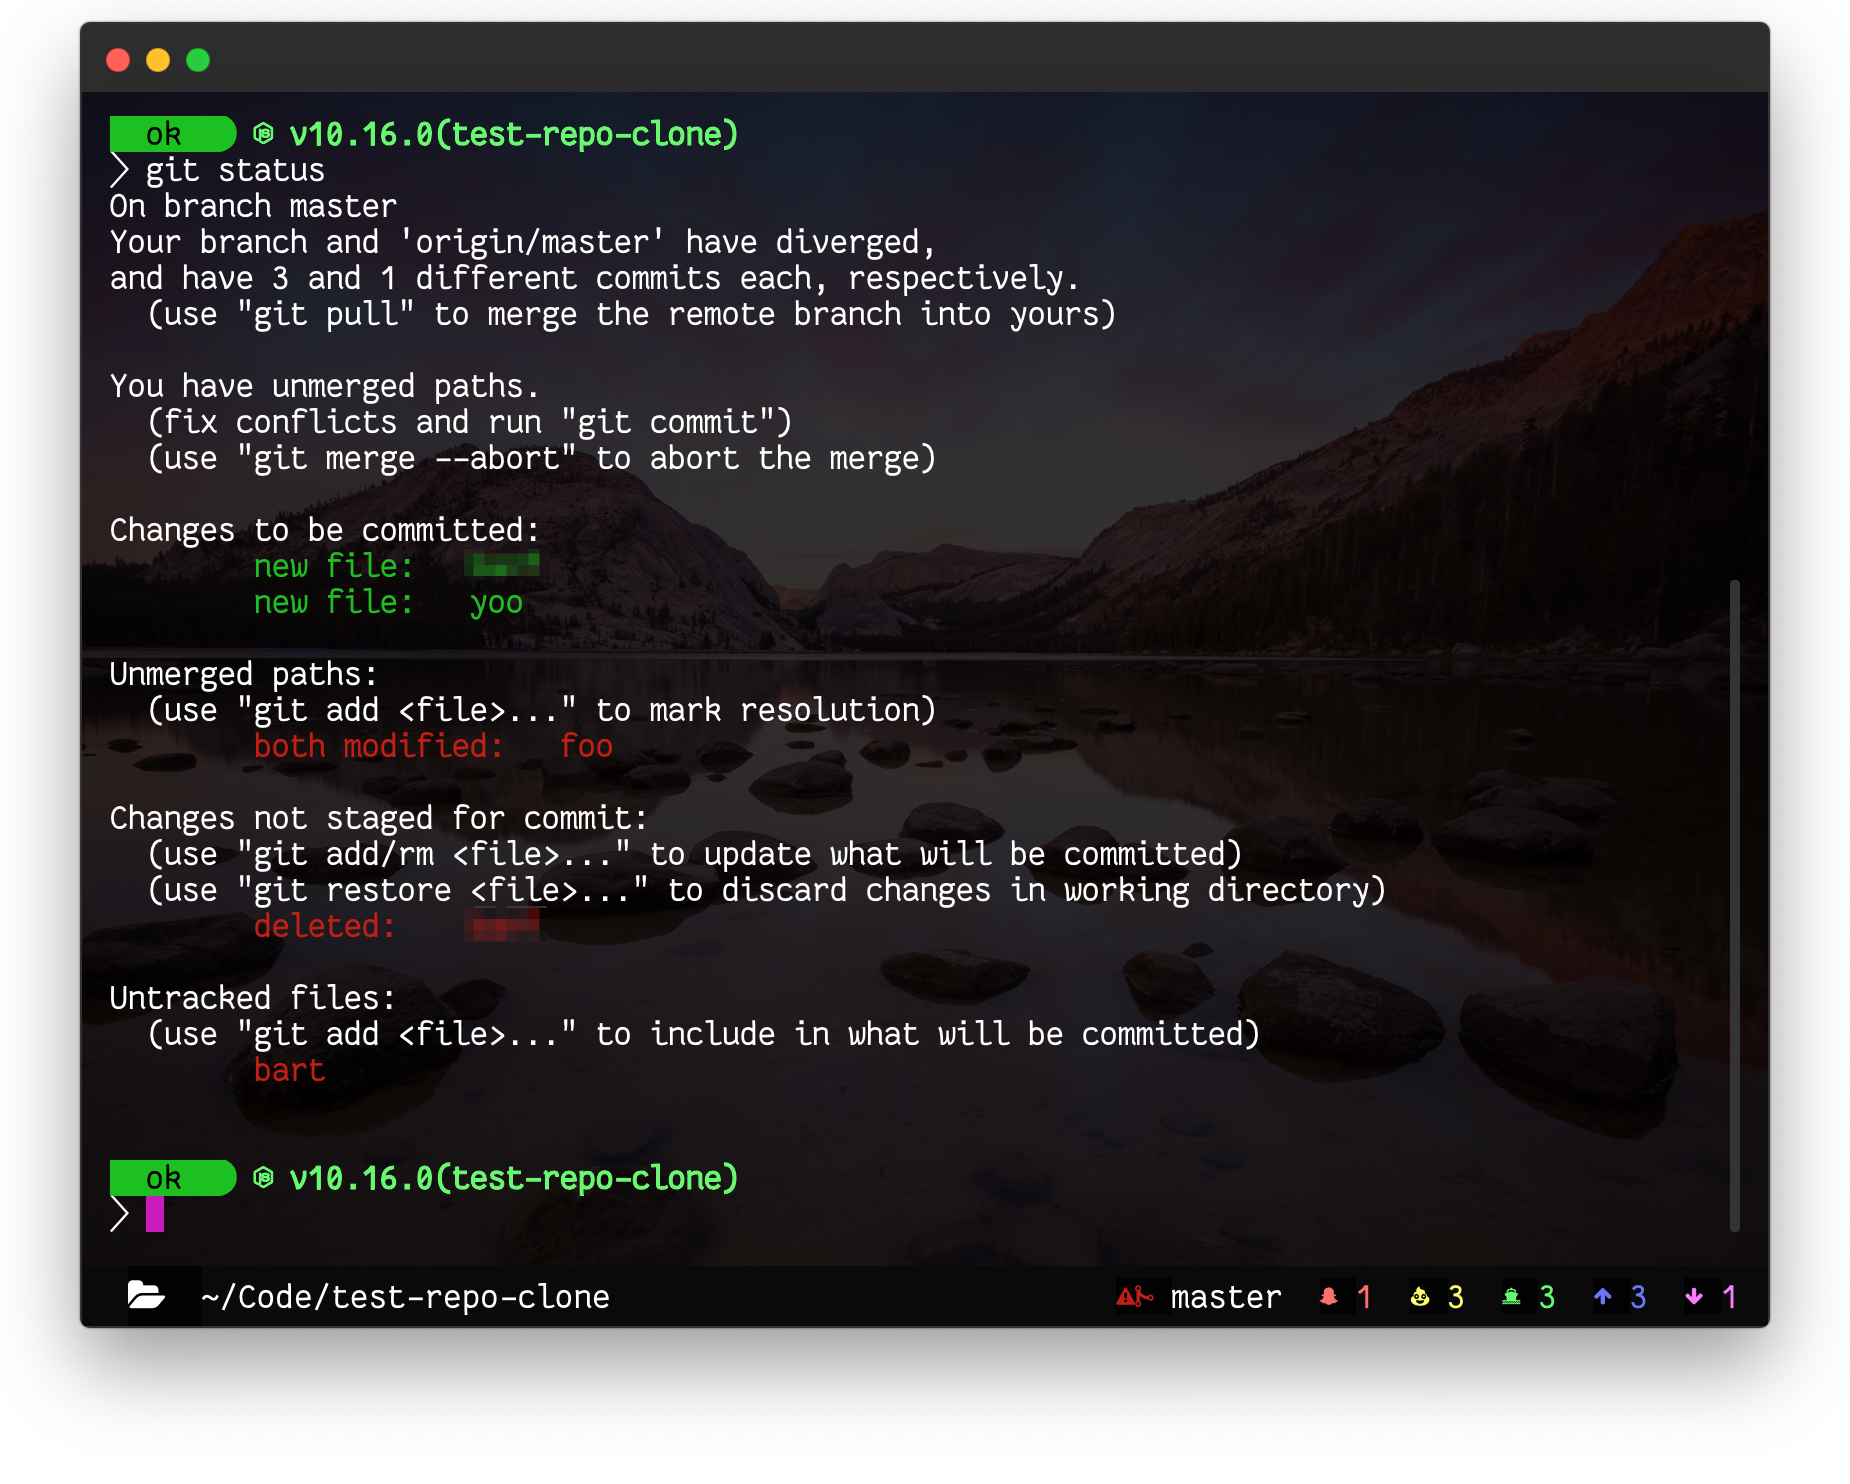 ok v10.16.0(test-repo-clone)
git status
On branch master
Your branch and 'origin/master' have diverged,
and have 3 and 1 different commits each, respectively.
(use "git pull" to merge the remote branch into yours)
You have unmerged paths.
(fix conflicts and run "git commit")
(use "git merge --abort" to abort the merge)
Changes to be committed:
new file:
new file: yoo
Unmerged paths:
(use "git add <file>..." to mark resolution)
both modified: foo
Changes not staged for commit:
(use "git add/rm <file>..." to update what will be committed)
(use "git restore <file>..." to discard changes in working directory)
deleted:
Untracked files:
(use "git add <file>..." to include in what will be committed)
bart
ok v10.16.0(test-repo-clone)
~/Code/test-repo-clone master 1 3 3 3 1